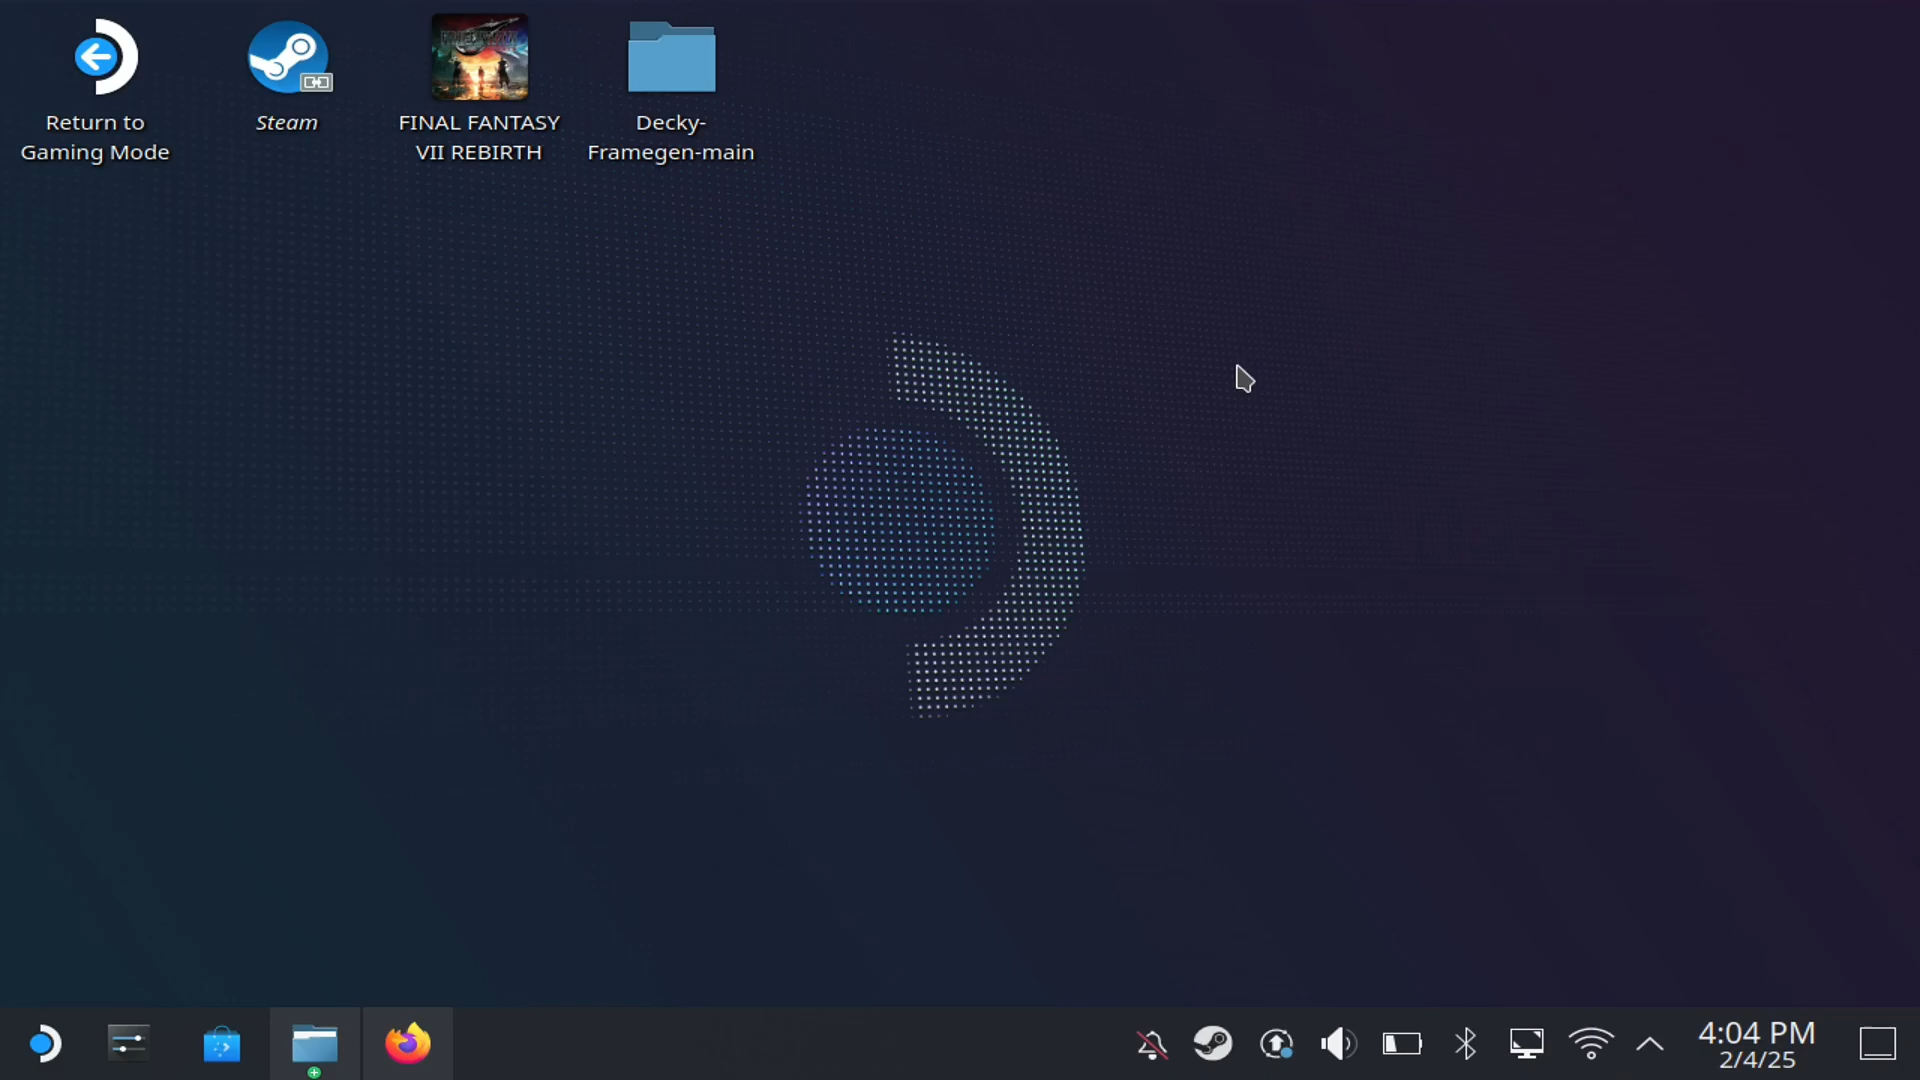 Return to
Gaming Mode
Steam
FINAL FANTASY
VII REBIRTH
Decky-
Framegen-main
4:04 PM
2/4/25